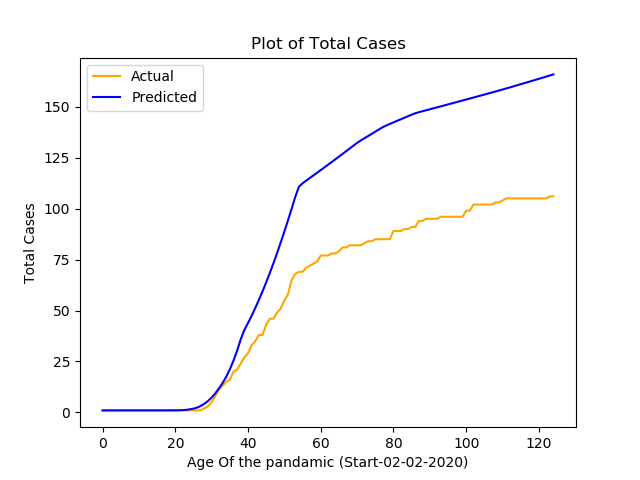 Plot of Total Cases
Actual
Predicted
Total Cases
150
125
100
75
50
25
0
0 20 40 60 80 100 120
Age Of the pandamic (Start-02-02-2020)